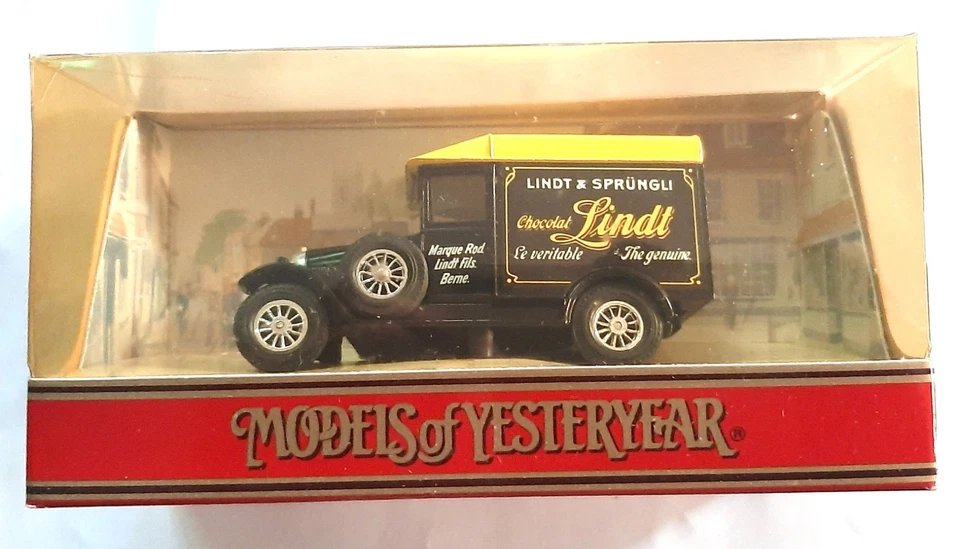 LINDT & SPRÜNGLI
Chocolat Lindt
Le veritable The genuine
Marque Rod.
Lindt Fils.
Berne.
MODELS of YESTERYEAR ®